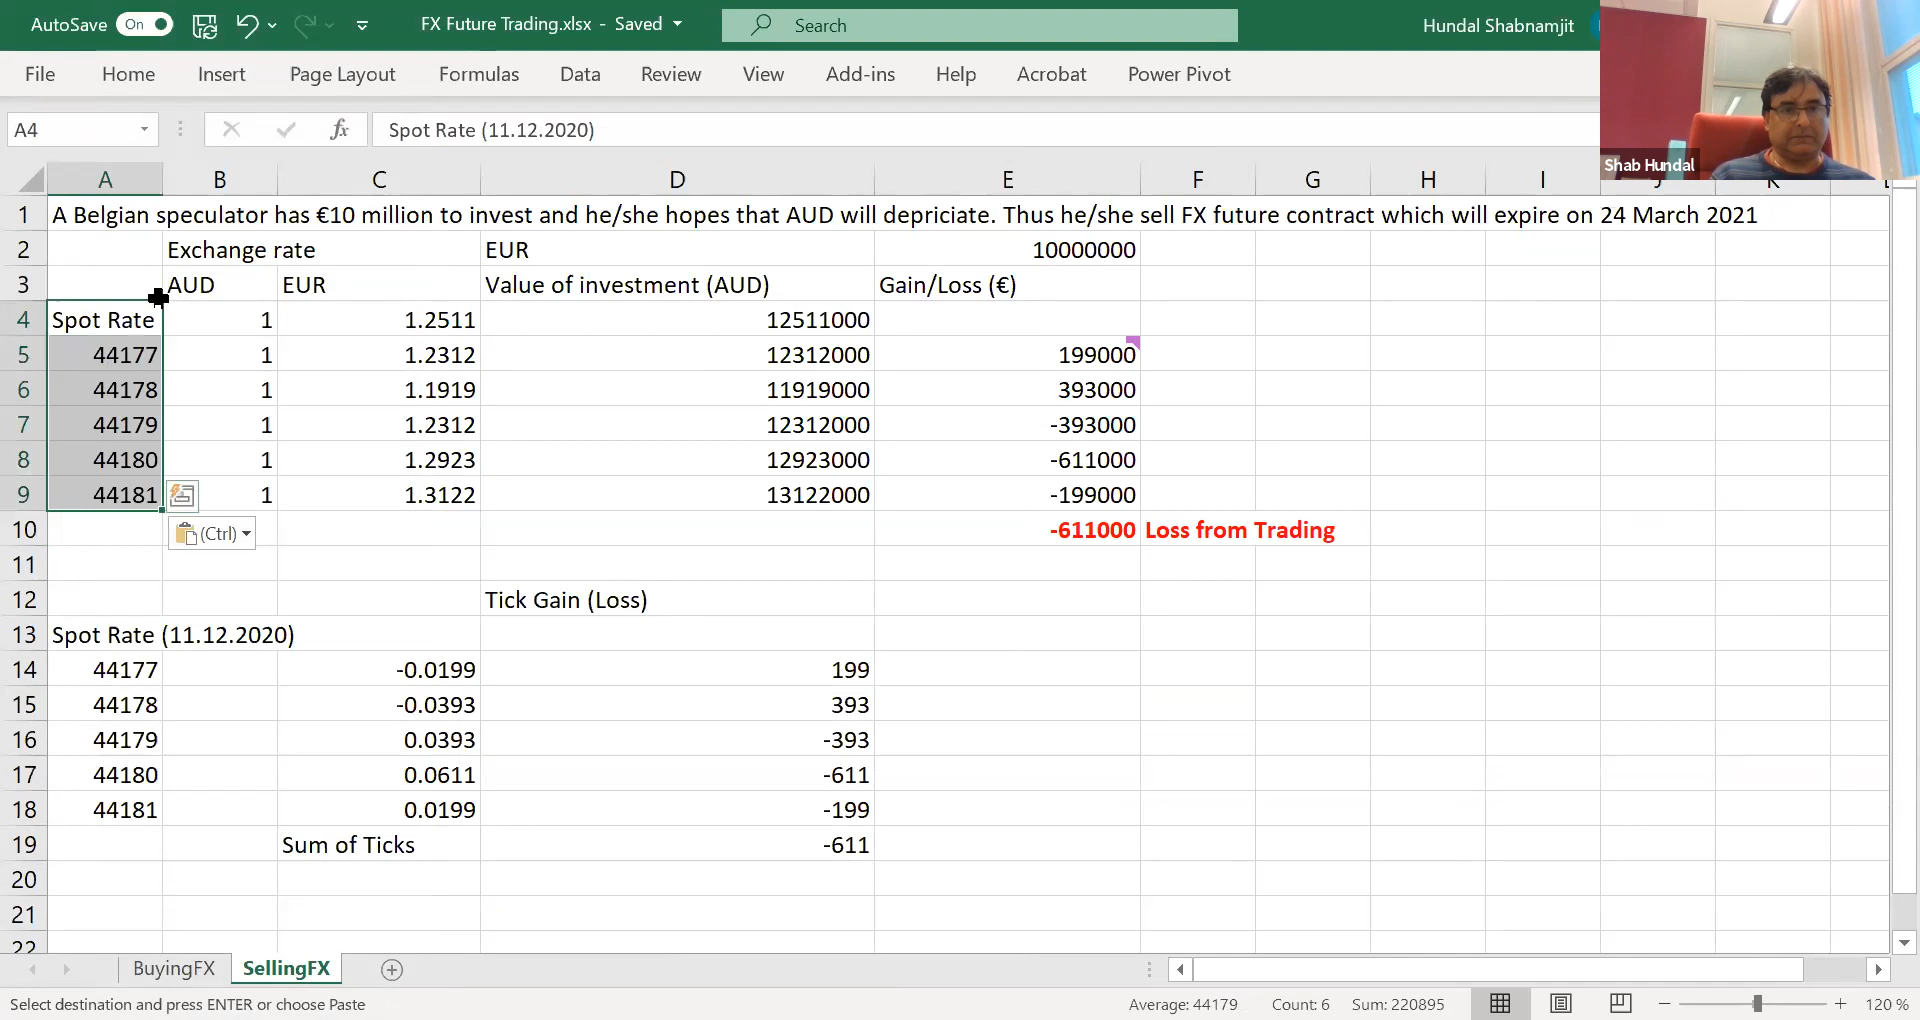 AutoSave On FX Future Trading.xlsx - Saved Search Hundal Shabnamjit
File Home Insert Page Layout Formulas Data Review View Add-ins Help Acrobat Power Pivot
A4 fx Spot Rate (11.12.2020)
Shab Hundal
A B C D E F G H I
1 A Belgian speculator has €10 million to invest and he/she hopes that AUD will depriciate. Thus he/she sell FX future contract which will expire on 24 March 2021
2 Exchange rate EUR 10000000
3 AUD EUR Value of investment (AUD) Gain/Loss (€)
4 Spot Rate 1 1.2511 12511000
5 44177 1 1.2312 12312000 199000
6 44178 1 1.1919 11919000 393000
7 44179 1 1.2312 12312000 -393000
8 44180 1 1.2923 12923000 -611000
9 44181 1 1.3122 13122000 -199000
10 (Ctrl) -611000 Loss from Trading
11
12 Tick Gain (Loss)
13 Spot Rate (11.12.2020)
14 44177 -0.0199 199
15 44178 -0.0393 393
16 44179 0.0393 -393
17 44180 0.0611 -611
18 44181 0.0199 -199
19 Sum of Ticks -611
20
21
22
BuyingFX SellingFX
Select destination and press ENTER or choose Paste Average: 44179 Count: 6 Sum: 220895 120 %